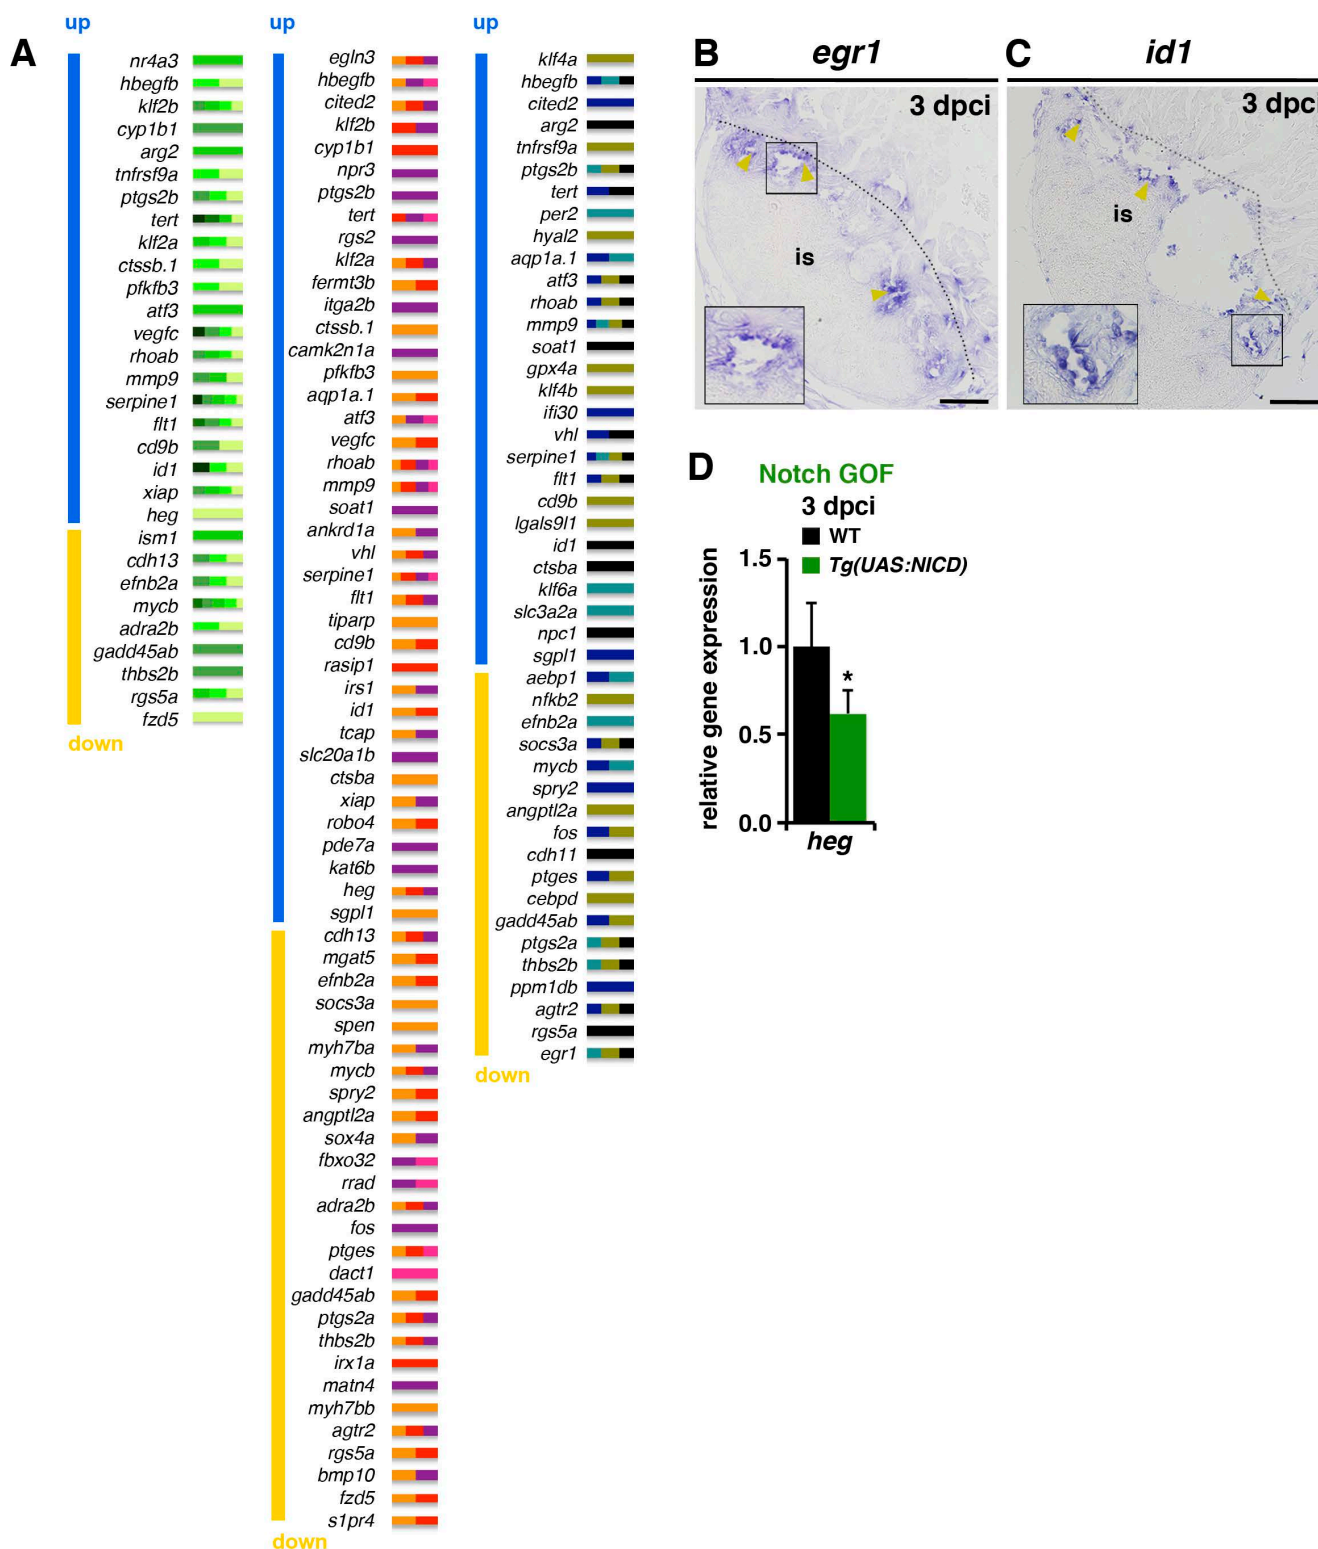 A
up
nr4a3
hbegfb
klf2b
cyp1b1
arg2
tnfrsf9a
ptgs2b
tert
klf2a
ctssb.1
pfkfb3
atf3
vegfc
rhoab
mmp9
serpine1
flt1
cd9b
id1
xiap
heg
ism1
cdh13
efnb2a
mycb
adra2b
gadd45ab
thbs2b
rgs5a
fzd5
down
up
egln3
hbegfb
cited2
klf2b
cyp1b1
npr3
ptgs2b
tert
rgs2
klf2a
fermt3b
itga2b
ctssb.1
camk2n1a
pfkfb3
aqp1a.1
atf3
vegfc
rhoab
mmp9
soat1
ankrd1a
vhl
serpine1
flt1
tiparp
cd9b
rasip1
irs1
id1
tcap
slc20a1b
ctsba
xiap
robo4
pde7a
kat6b
heg
sgpl1
cdh13
mgat5
efnb2a
socs3a
spen
myh7ba
mycb
spry2
angptl2a
sox4a
fbxo32
rrad
adra2b
fos
ptges
dact1
gadd45ab
ptgs2a
thbs2b
irx1a
matn4
myh7bb
agtr2
rgs5a
bmp10
fzd5
s1pr4
down
up
klf4a
hbegfb
cited2
arg2
tnfrsf9a
ptgs2b
tert
per2
hyal2
aqp1a.1
atf3
rhoab
mmp9
soat1
gpx4a
klf4b
ifi30
vhl
serpine1
flt1
cd9b
lgals9l1
id1
ctsba
klf6a
slc3a2a
npc1
sgpl1
aebp1
nfkb2
efnb2a
socs3a
mycb
spry2
angptl2a
fos
cdh11
ptges
cebpd
gadd45ab
ptgs2a
thbs2b
ppm1db
agtr2
rgs5a
egr1
down
B
egr1
3 dpci
is
C
id1
3 dpci
is
D
Notch GOF
3 dpci
WT
Tg(UAS:NICD)
relative gene expression
1.5
1.0
0.5
0.0
*
heg